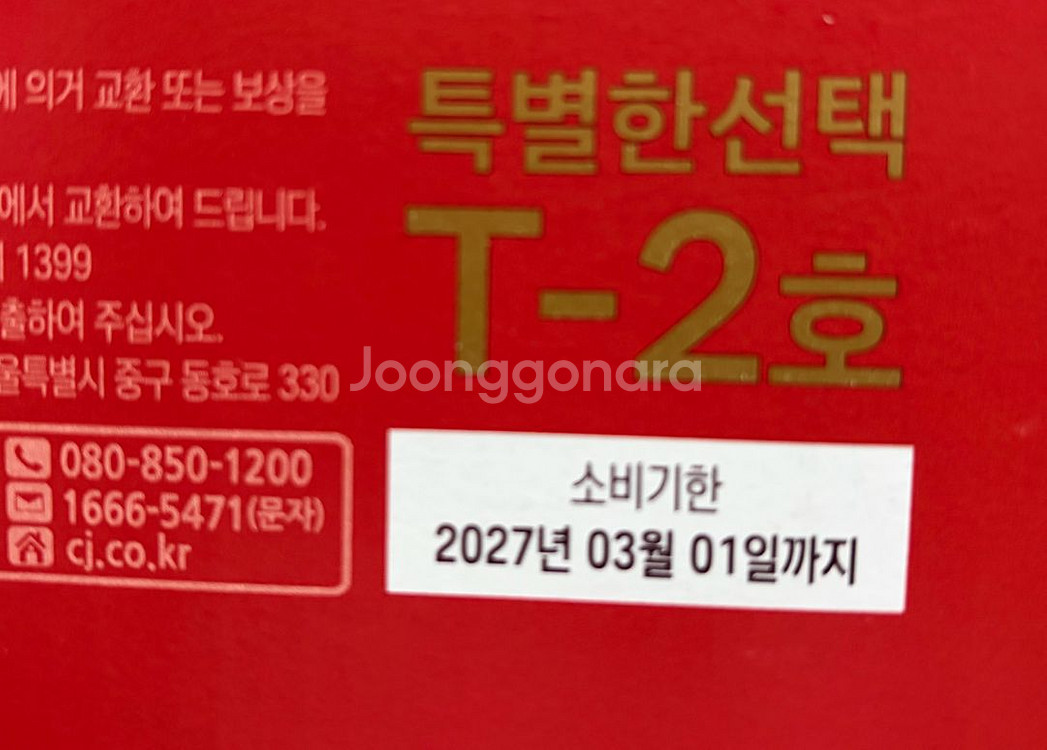 에 의거 교환 또는 보상을
에서 교환하여 드립니다.
1399
출하여 주십시오.
울특별시 중구 동호로 330
080-850-1200
1666-5471(문자)
cj.co.kr
특별한선택
T-2호
Joonggonara
소비기한
2027년 03월 01일까지